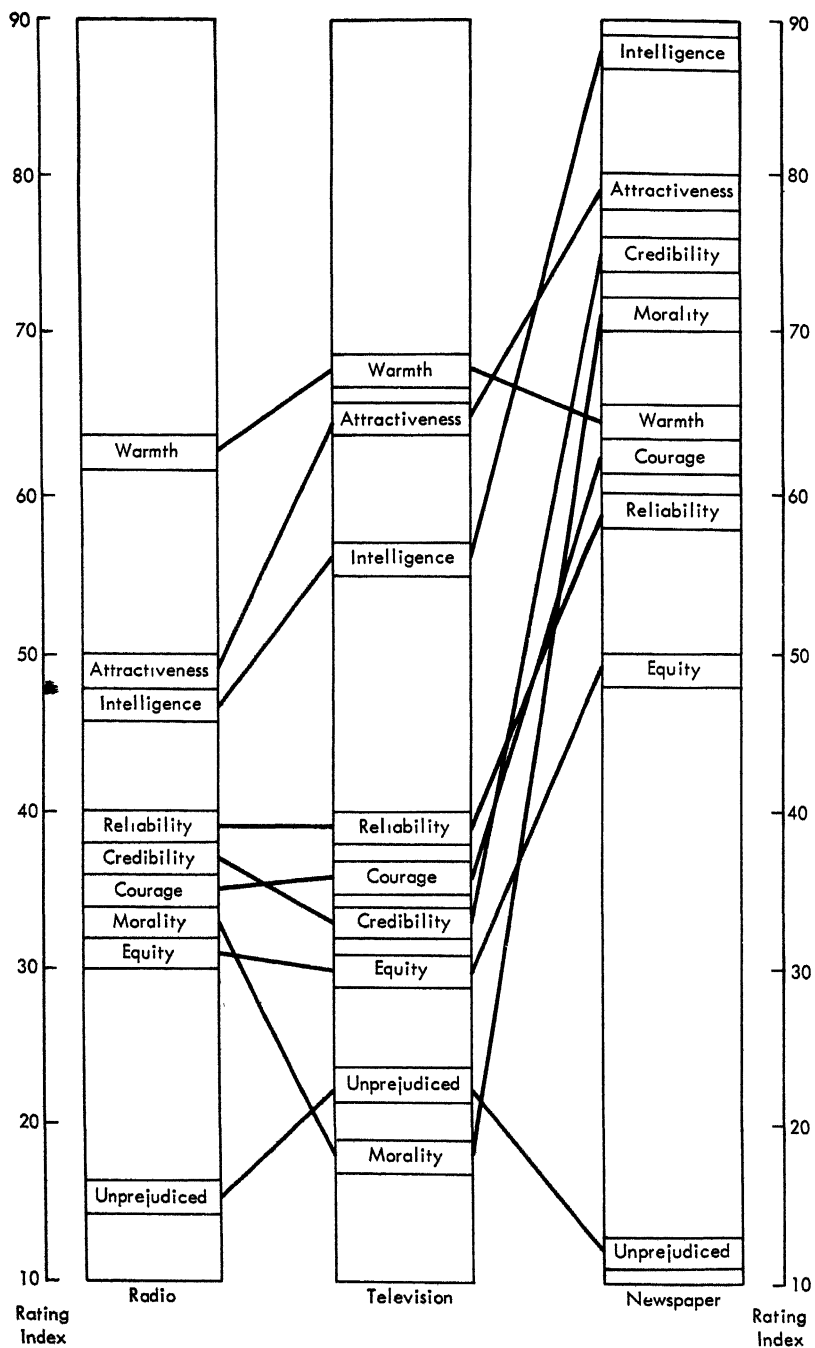 90
80
70
60
50
40
30
20
10
Rating
Index
Warmth
Attractiveness
Intelligence
Reliability
Credibility
Courage
Morality
Equity
Unprejudiced
Radio
Warmth
Attractiveness
Intelligence
Reliability
Courage
Credibility
Equity
Unprejudiced
Morality
Television
Intelligence
Attractiveness
Credibility
Morality
Warmth
Courage
Reliability
Equity
Unprejudiced
Newspaper
90
80
70
60
50
40
30
20
10
Rating
Index